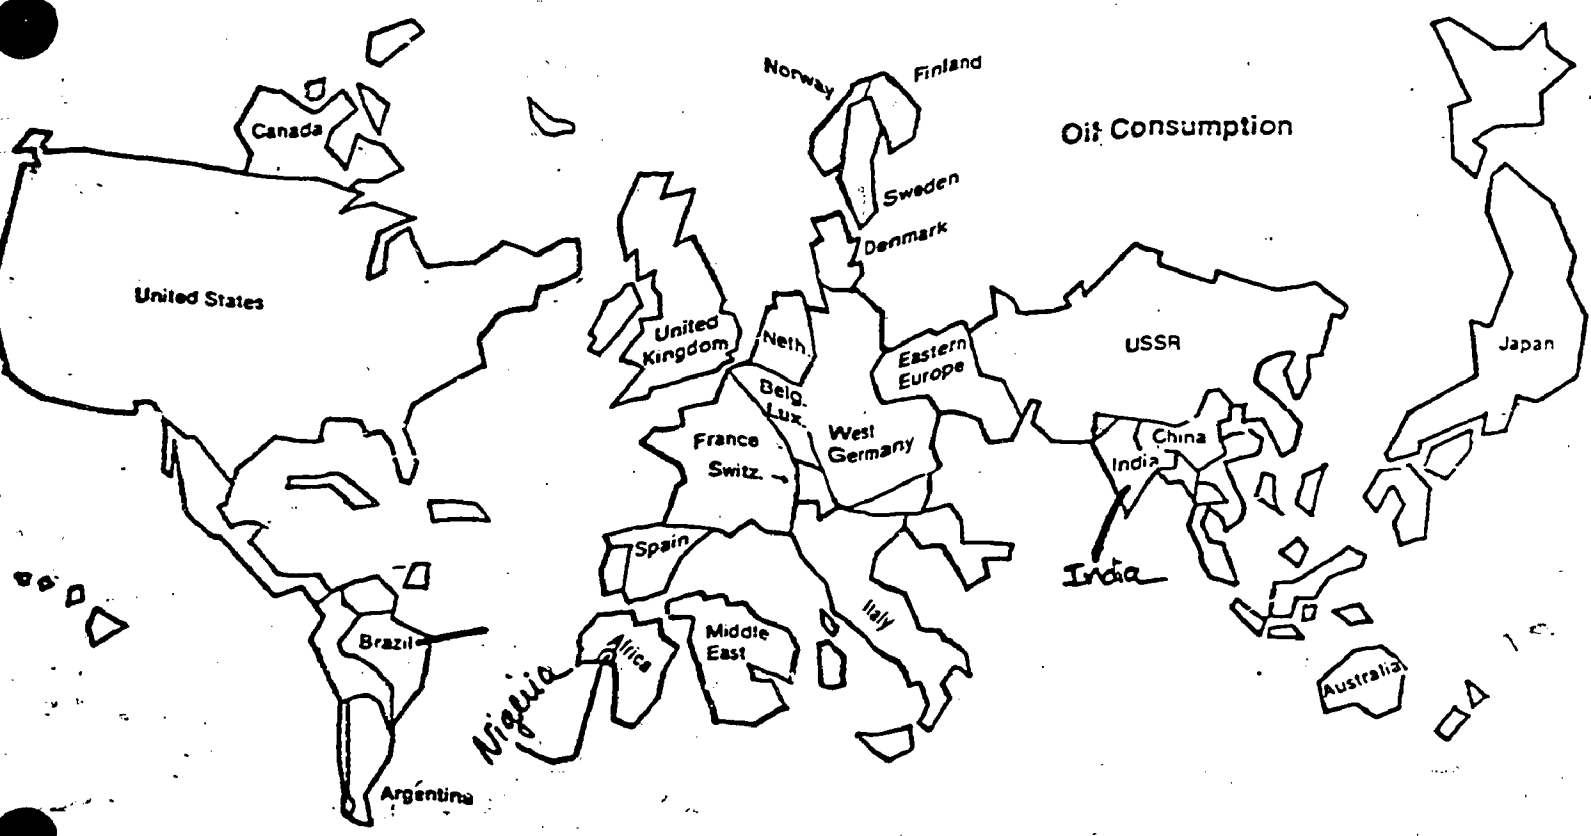 Norway
Finland
Canada
Oil Consumption
Sweden
Denmark
United States
United
Kingdom
Neth.
Eastern
Europe
USSR
Japan
Belg.
Lux.
France
West
Germany
China
India
Switz.
Spain
India
Italy
Brazil
Africa
Middle
East
Nigeria
Australia
Argentina